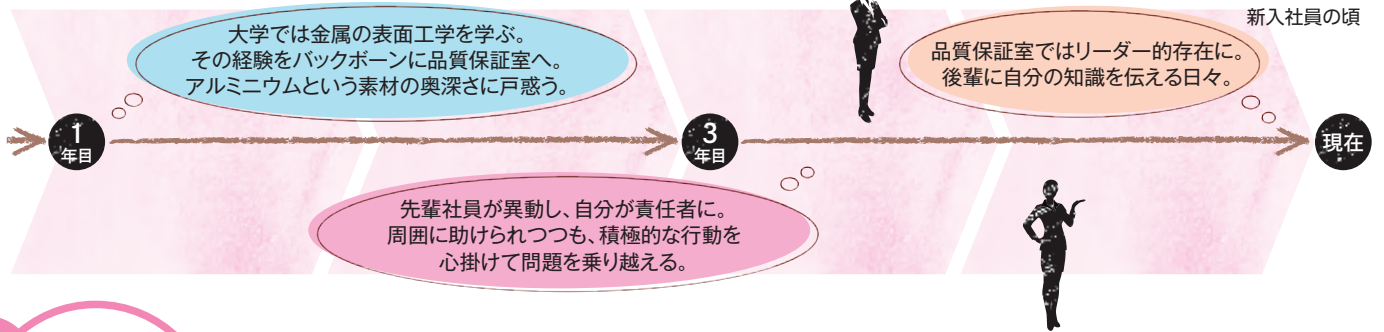 新入社員の頃
大学では金属の表面工学を学ぶ。
その経験をバックボーンに品質保証室へ。
アルミニウムという素材の奥深さに戸惑う。
品質保証室ではリーダー的存在に。
後輩に自分の知識を伝える日々。
1
年目
3
年目
現在
先輩社員が異動し、自分が責任者に。
周囲に助けられつつも、積極的な行動を
心掛けて問題を乗り越える。